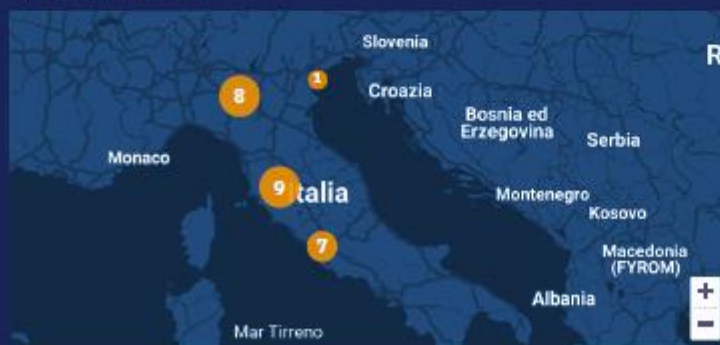 Slovenia
R
1
8
Croazia
Bosnia ed
Erzegovina
Serbia
Monaco
9
talia
Montenegro
Kosovo
7
Macedonia
(FYROM)
Albania
+
−
Mar Tirreno